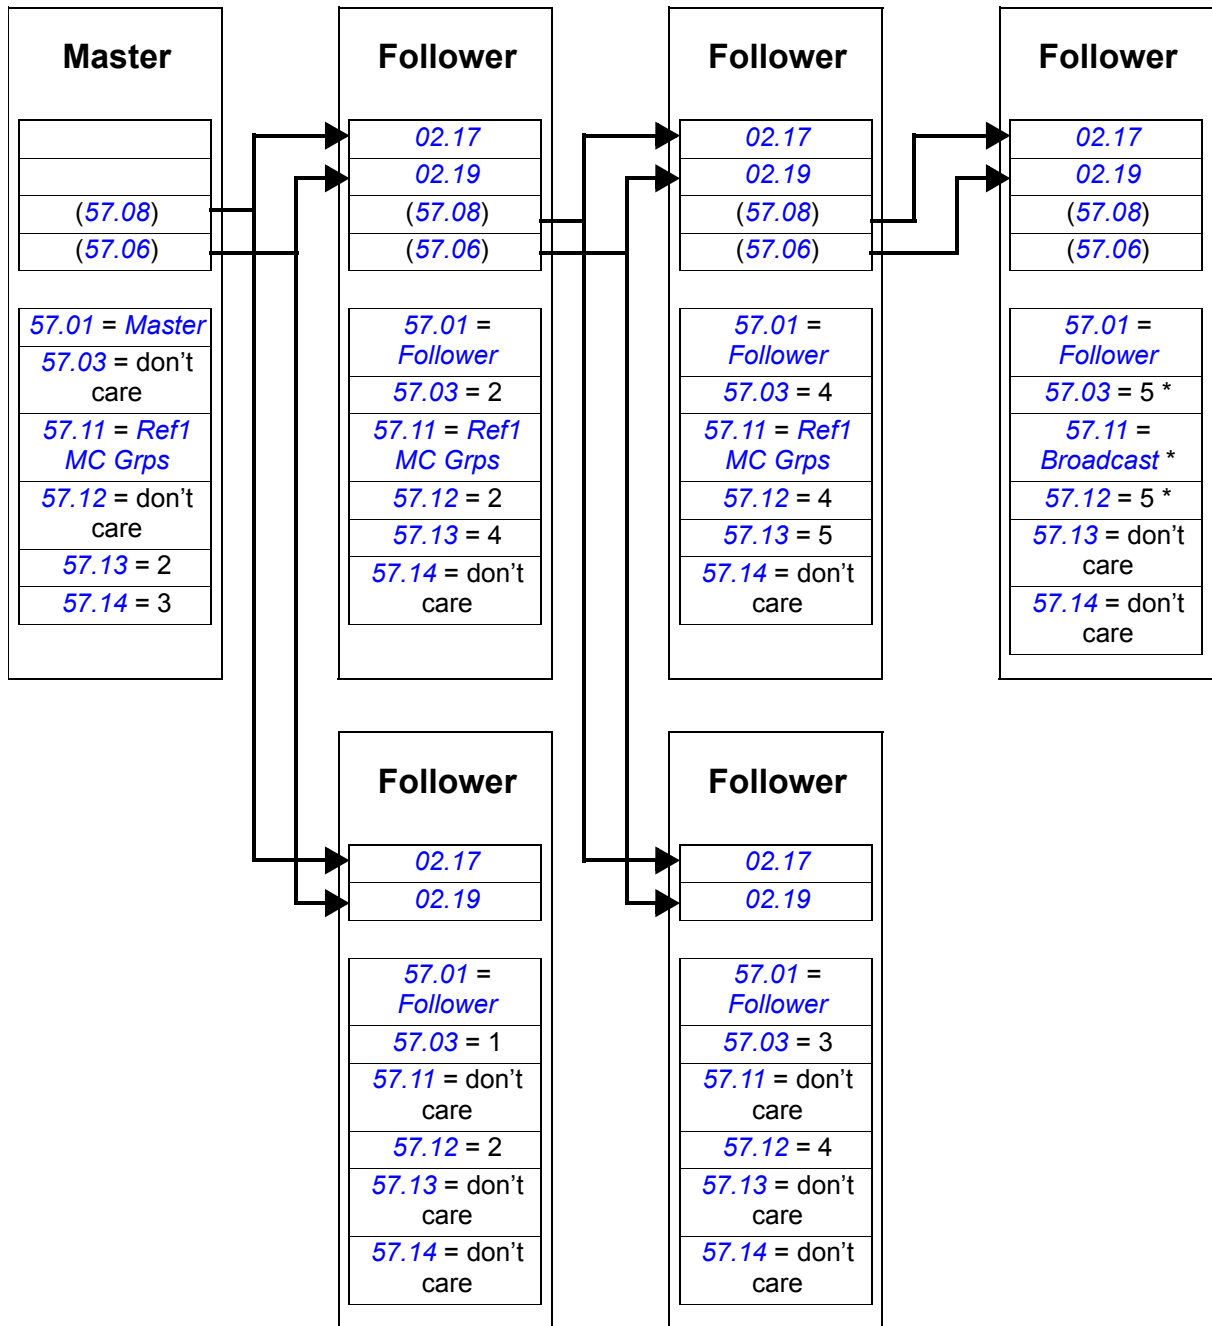 Master
(57.08)
(57.06)
57.01 = Master
57.03 = don't
care
57.11 = Ref1
MC Grps
57.12 = don't
care
57.13 = 2
57.14 = 3
Follower
02.17
02.19
(57.08)
(57.06)
57.01 =
Follower
57.03 = 2
57.11 = Ref1
MC Grps
57.12 = 2
57.13 = 4
57.14 = don't
care
Follower
02.17
02.19
(57.08)
(57.06)
57.01 =
Follower
57.03 = 4
57.11 = Ref1
MC Grps
57.12 = 4
57.13 = 5
57.14 = don't
care
Follower
02.17
02.19
(57.08)
(57.06)
57.01 =
Follower
57.03 = 5 *
57.11 =
Broadcast *
57.12 = 5 *
57.13 = don't
care
57.14 = don't
care
Follower
02.17
02.19
57.01 =
Follower
57.03 = 1
57.11 = don't
care
57.12 = 2
57.13 = don't
care
57.14 = don't
care
Follower
02.17
02.19
57.01 =
Follower
57.03 = 3
57.11 = don't
care
57.12 = 4
57.13 = don't
care
57.14 = don't
care